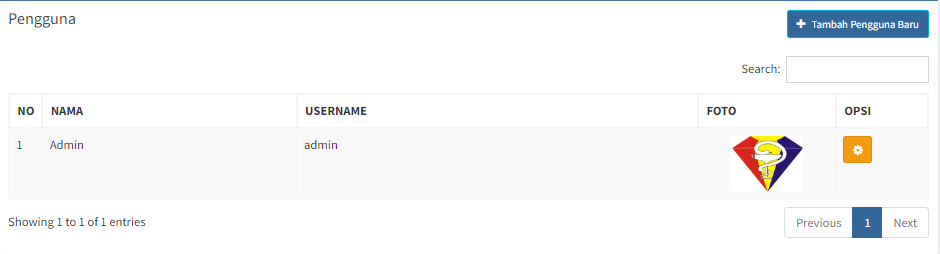 Pengguna
Tambah Pengguna Baru
Search:
NO NAMA USERNAME FOTO OPSI
1 Admin admin
Showing 1 to 1 of 1 entries
Previous 1 Next